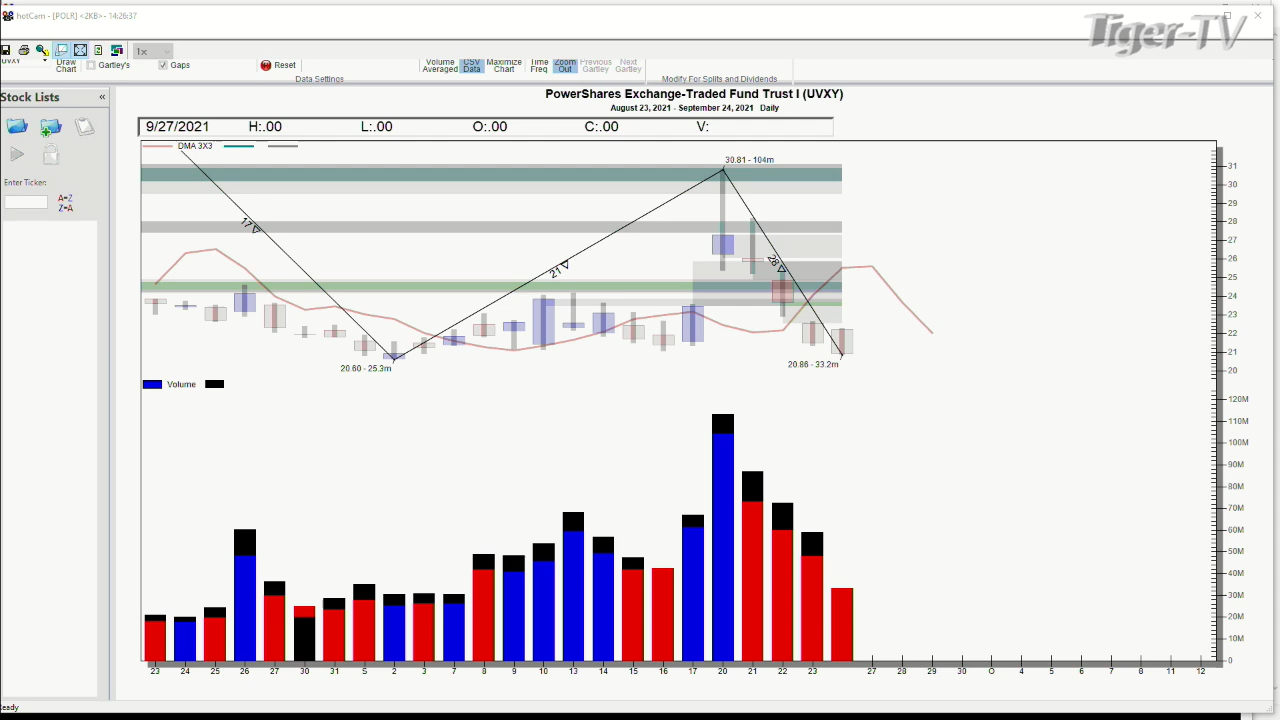 hotCam - [POLR] <2KB> - 14:26:37
Tiger-TV
1x
UVXY
Draw Chart
Gartley's
Gaps
Reset
Volume Averaged
CSV Data
Maximize Chart
Time Freq
Zoom Out
Previous Gartley
Next Gartley
Data Settings
Modify For Splits and Dividends
Stock Lists «
Enter Ticker:
A=Z
Z=A
PowerShares Exchange-Traded Fund Trust I (UVXY)
August 23, 2021 - September 24, 2021 Daily
9/27/2021 H:.00 L:.00 O:.00 C:.00 V:
DMA 3X3
30.81 - 104m
17
21
28
20.60 - 25.3m
20.86 - 33.2m
31
30
29
28
27
26
25
24
23
22
21
20
Volume
120M
110M
100M
90M
80M
70M
60M
50M
40M
30M
20M
10M
0
23 24 25 26 27 30 31 S 2 3 7 8 9 10 13 14 15 16 17 20 21 22 23 27 28 29 30 O 4 5 6 7 8 11 12
Ready